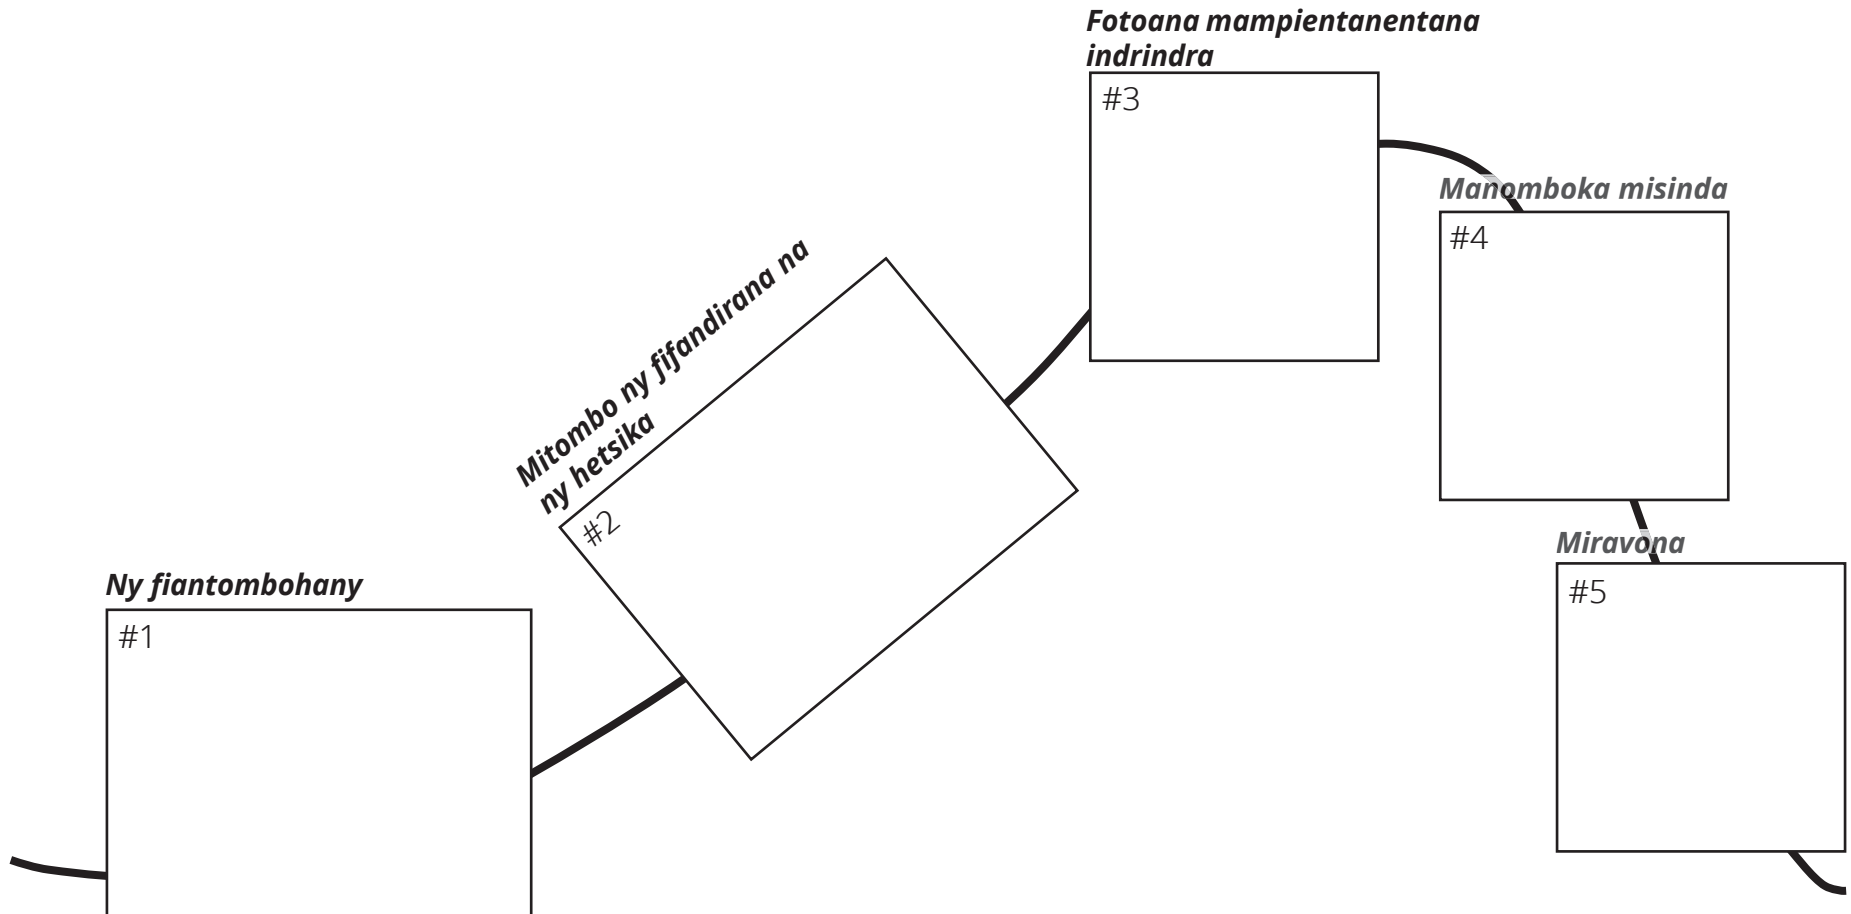 Ny fiantombohany
#1
Mitombo ny fifandirana na
ny hetsika
#2
Fotoana mampientanentana
indrindra
#3
Manomboka misinda
#4
Miravona
#5